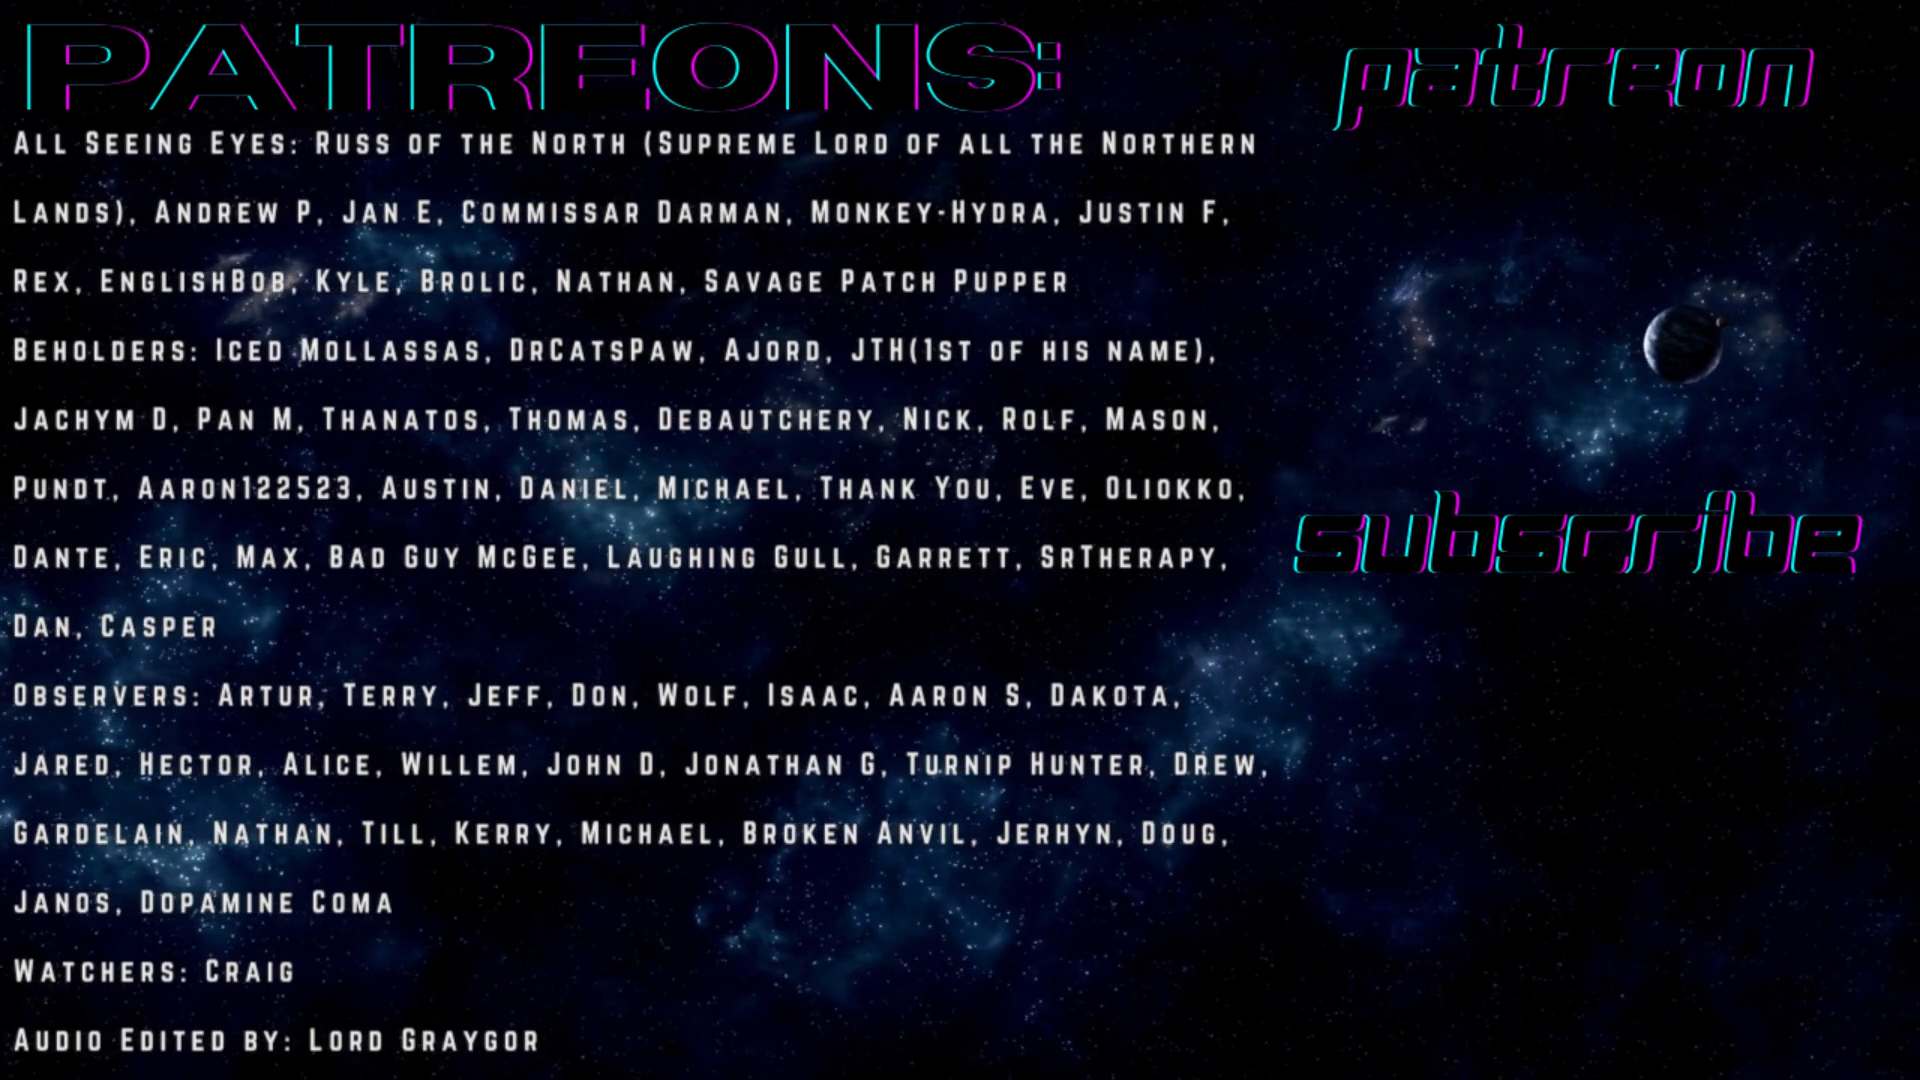 PATREONS:
patreon
All Seeing Eyes: Russ of the North (Supreme Lord of all the Northern
Lands), Andrew P, Jan E, Commissar Darman, Monkey-Hydra, Justin F,
Rex, EnglishBob, Kyle, Brolic, Nathan, Savage Patch Pupper
Beholders: Iced Mollassas, DrCatsPaw, Ajord, JTH(1st of his name),
Jachym D, Pan M, Thanatos, Thomas, Debautchery, Nick, Rolf, Mason,
Pundt, Aaron122523, Austin, Daniel, Michael, Thank You, Eve, Oliokko,
subscribe
Dante, Eric, Max, Bad Guy McGee, Laughing Gull, Garrett, SrTherapy,
Dan, Casper
Observers: Artur, Terry, Jeff, Don, Wolf, Isaac, Aaron S, Dakota,
Jared, Hector, Alice, Willem, John D, Jonathan G, Turnip Hunter, Drew,
Gardelain, Nathan, Till, Kerry, Michael, Broken Anvil, Jerhyn, Doug,
Janos, Dopamine Coma
Watchers: Craig
Audio Edited by: Lord Graygor